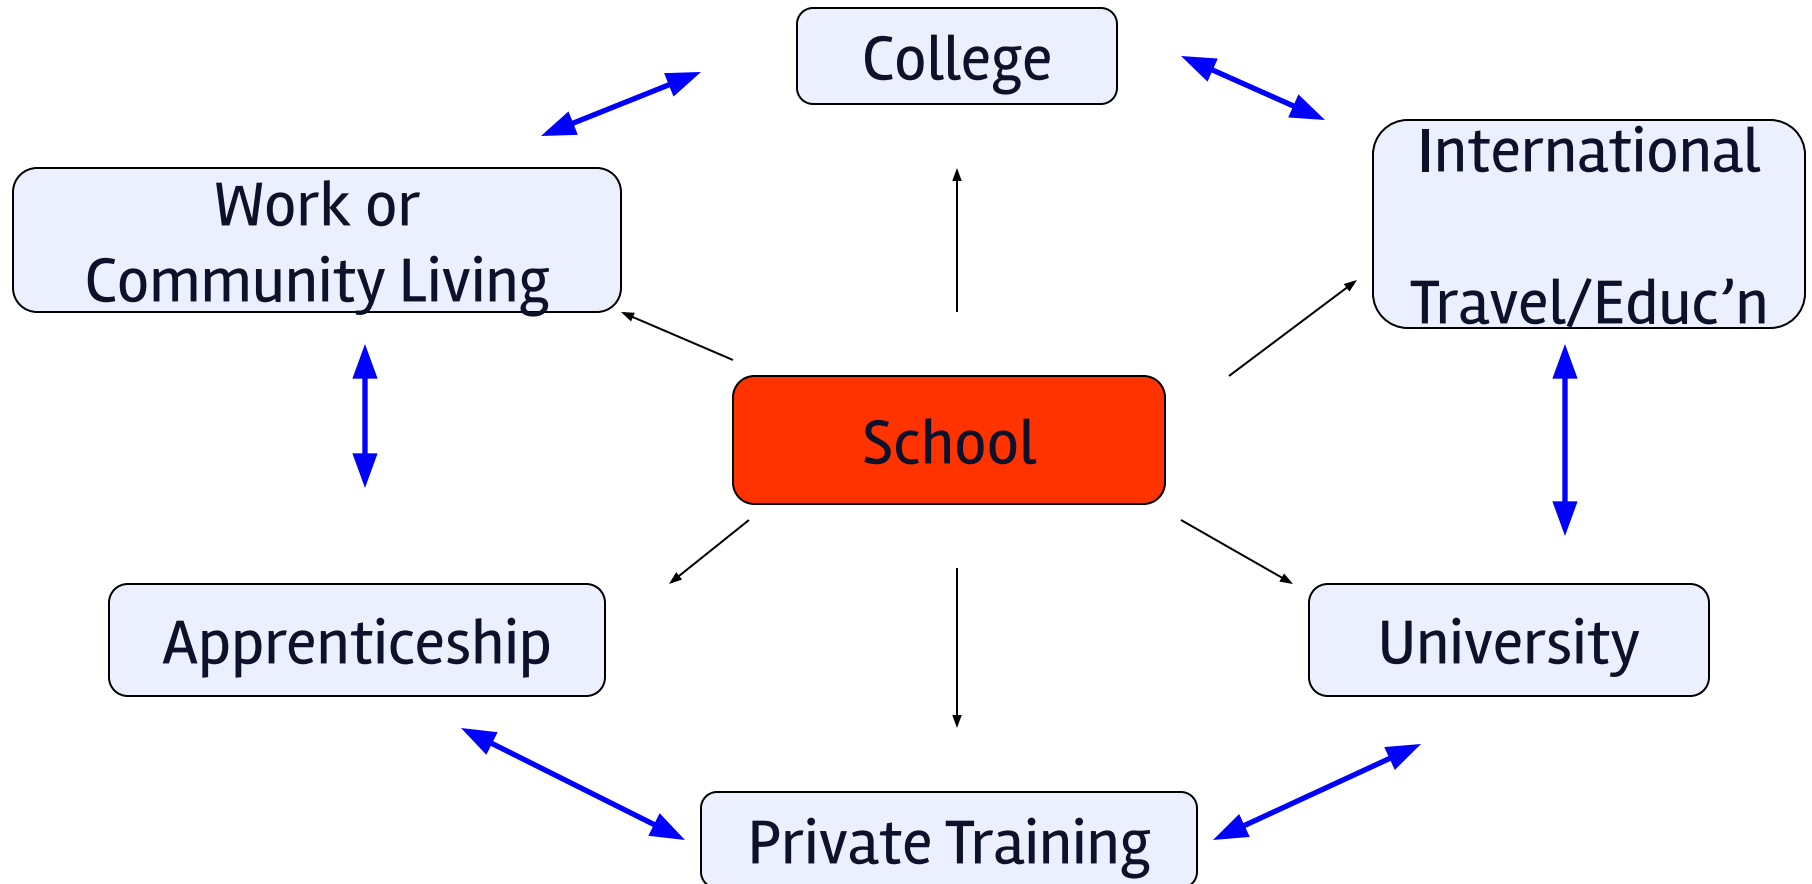 College
International
Travel/Educ’n
Work or
Community Living
School
Apprenticeship
University
Private Training